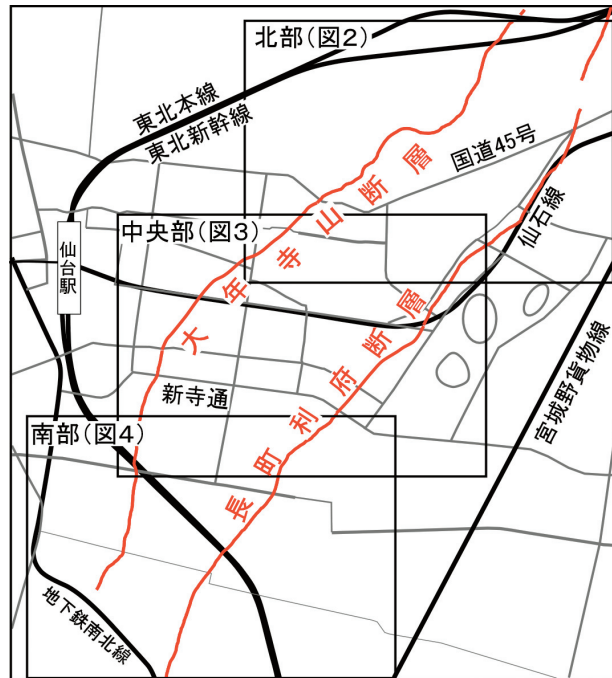 北部(図2)
東北本線
東北新幹線
国道45号
大年寺山断層
仙石線
中央部(図3)
仙台駅
長町利府断層
宮城野貨物線
新寺通
南部(図4)
地下鉄南北線